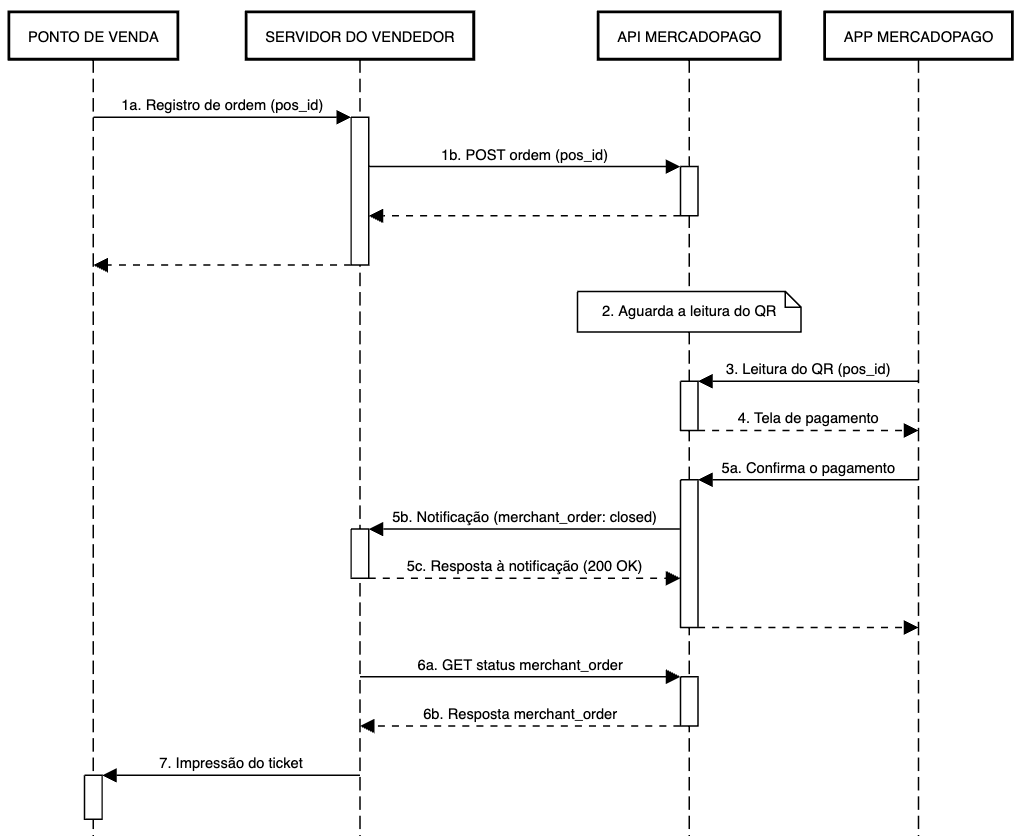 PONTO DE VENDA
SERVIDOR DO VENDEDOR
API MERCADOPAGO
APP MERCADOPAGO
1a. Registro de ordem (pos_id)
1b. POST ordem (pos_id)
2. Aguarda a leitura do QR
3. Leitura do QR (pos_id)
4. Tela de pagamento
5a. Confirma o pagamento
5b. Notificação (merchant_order: closed)
5c. Resposta à notificação (200 OK)
6a. GET status merchant_order
6b. Resposta merchant_order
7. Impressão do ticket